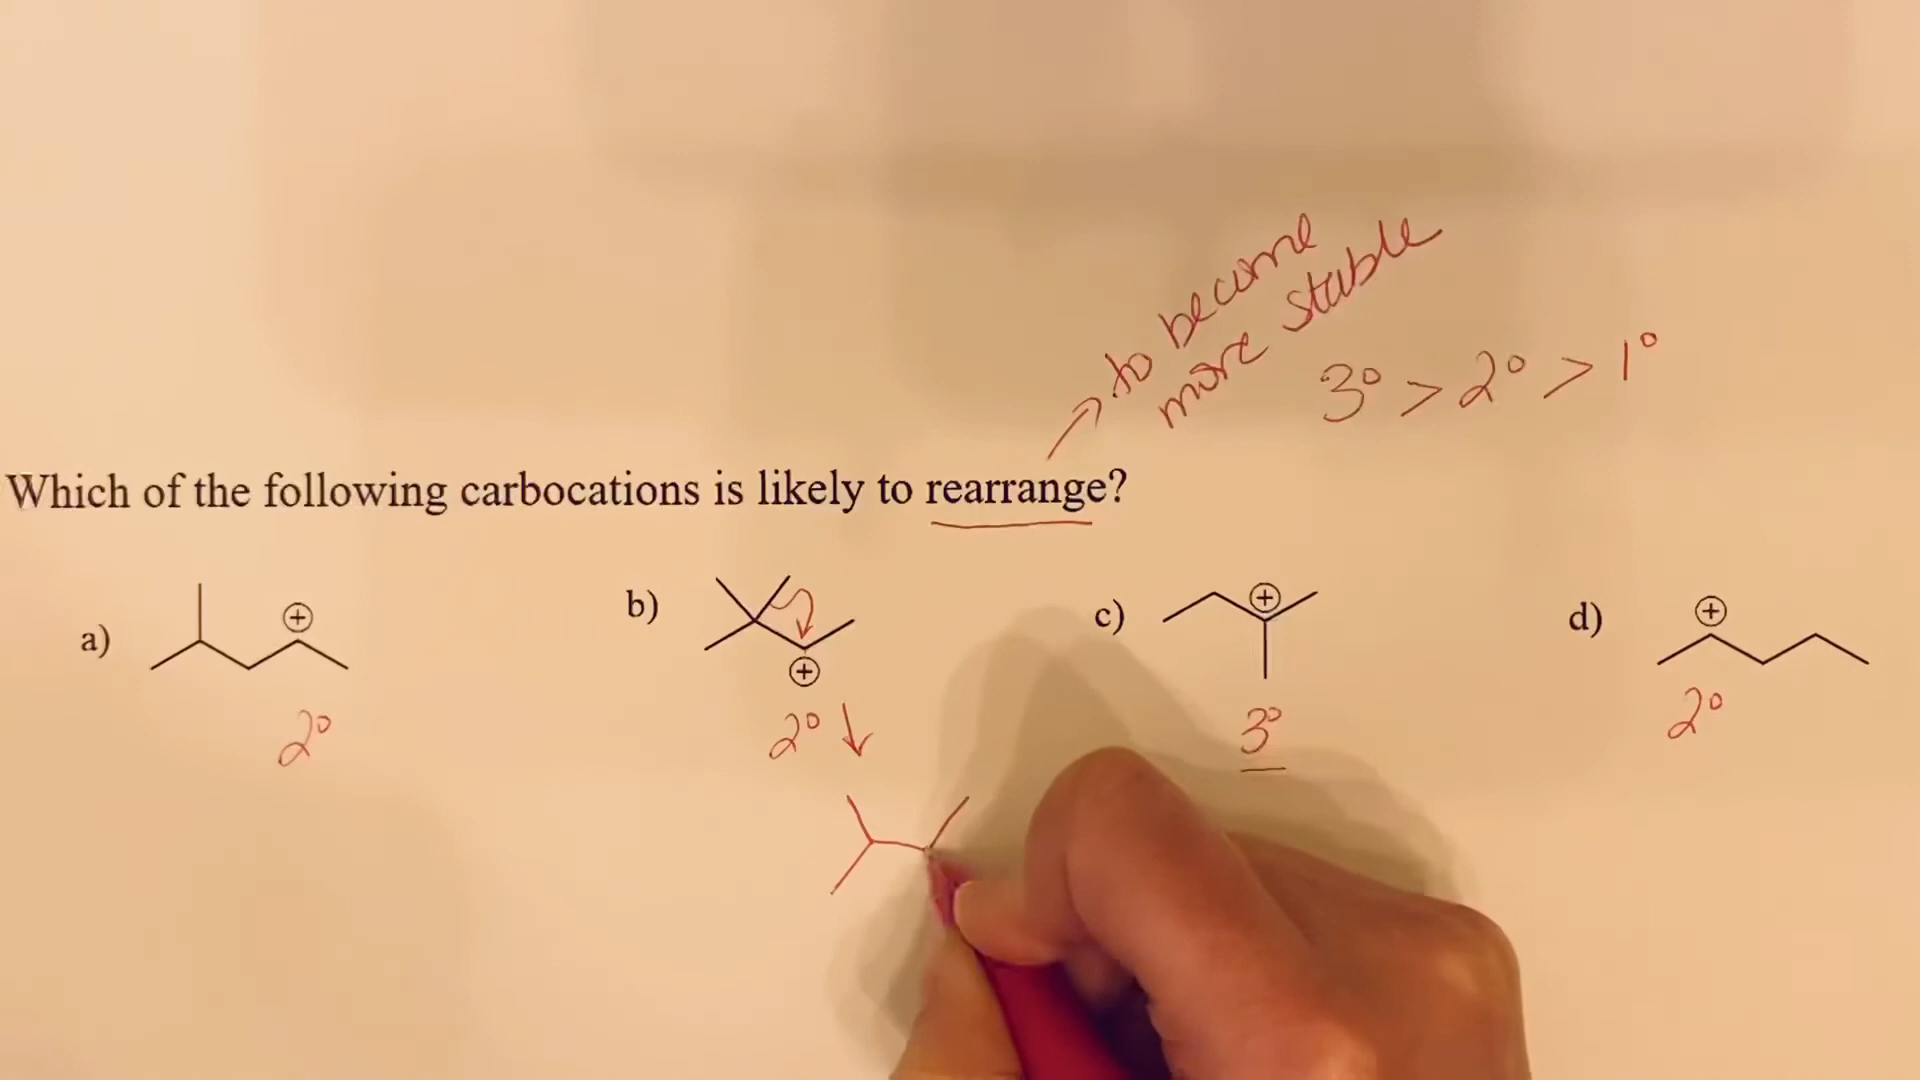 to become
more stable
3° > 2° > 1°
Which of the following carbocations is likely to rearrange?
a)
b)
c)
d)
2°
2°
3°
2°